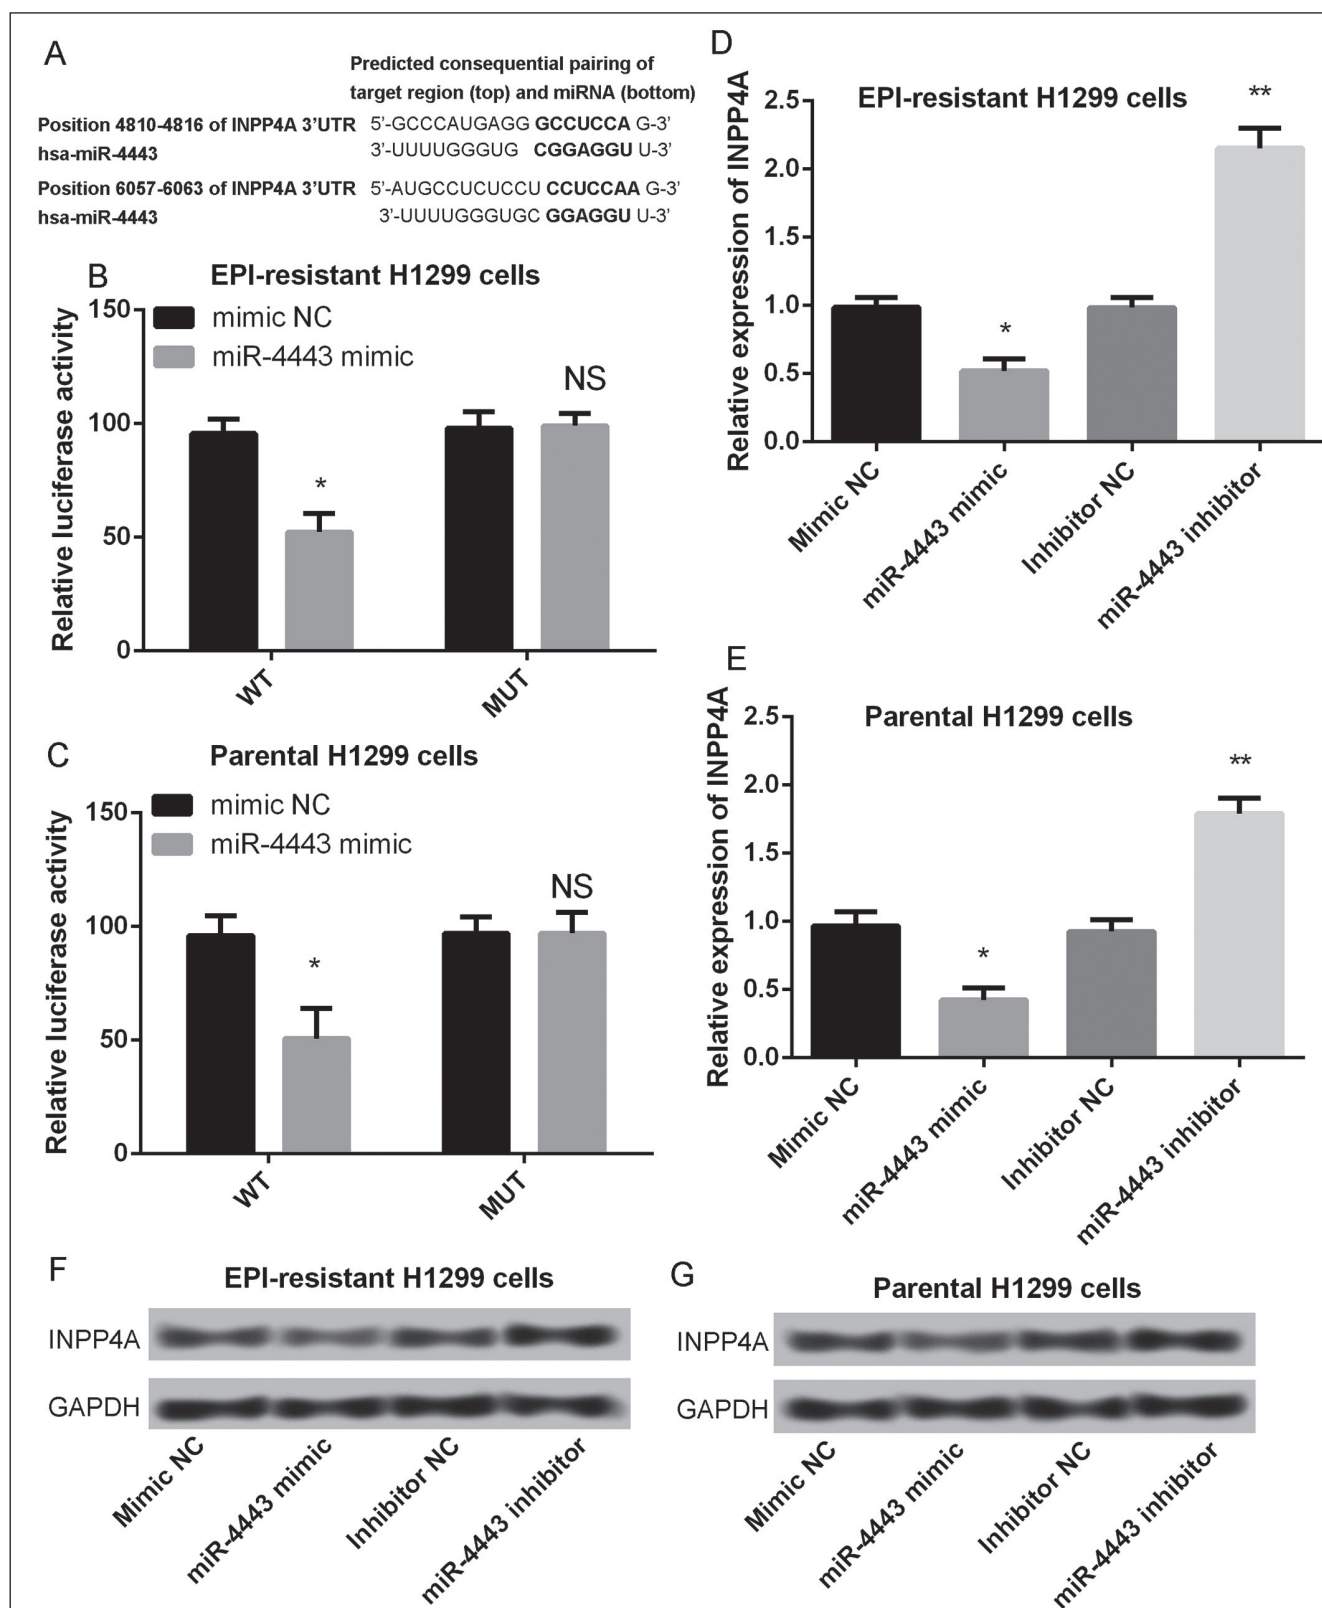 A
Predicted consequential pairing of
target region (top) and miRNA (bottom)
Position 4810-4816 of INPP4A 3'UTR 5'-GCCCAUGAGG GCCUCCA G-3'
hsa-miR-4443 3'-UUUUGGGUG CGGAGGU U-3'
Position 6057-6063 of INPP4A 3'UTR 5'-AUGCCUCUCCU CCUCCAA G-3'
hsa-miR-4443 3'-UUUUGGGUGC GGAGGU U-3'
B
EPI-resistant H1299 cells
mimic NC
miR-4443 mimic
Relative luciferase activity
150
100
50
0
*
NS
WT
MUT
C
Parental H1299 cells
mimic NC
miR-4443 mimic
Relative luciferase activity
150
100
50
0
*
NS
WT
MUT
D
EPI-resistant H1299 cells
Relative expression of INPP4A
2.5
2.0
1.5
1.0
0.5
0.0
*
**
Mimic NC
miR-4443 mimic
Inhibitor NC
miR-4443 inhibitor
E
Parental H1299 cells
Relative expression of INPP4A
2.5
2.0
1.5
1.0
0.5
0.0
*
**
Mimic NC
miR-4443 mimic
Inhibitor NC
miR-4443 inhibitor
F
EPI-resistant H1299 cells
INPP4A
GAPDH
Mimic NC
miR-4443 mimic
Inhibitor NC
miR-4443 inhibitor
G
Parental H1299 cells
INPP4A
GAPDH
Mimic NC
miR-4443 mimic
Inhibitor NC
miR-4443 inhibitor